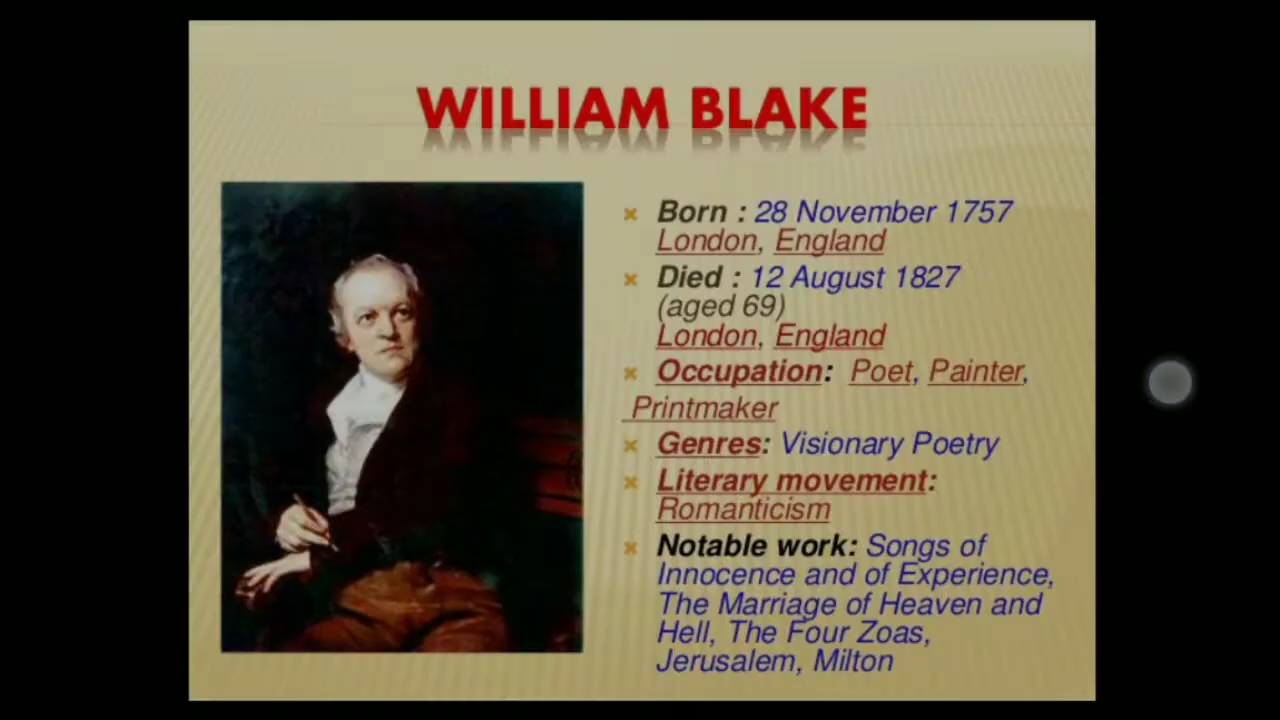 WILLIAM BLAKE
Born : 28 November 1757
London, England
Died : 12 August 1827
(aged 69)
London, England
Occupation: Poet, Painter,
Printmaker
Genres: Visionary Poetry
Literary movement:
Romanticism
Notable work: Songs of
Innocence and of Experience,
The Marriage of Heaven and
Hell, The Four Zoas,
Jerusalem, Milton